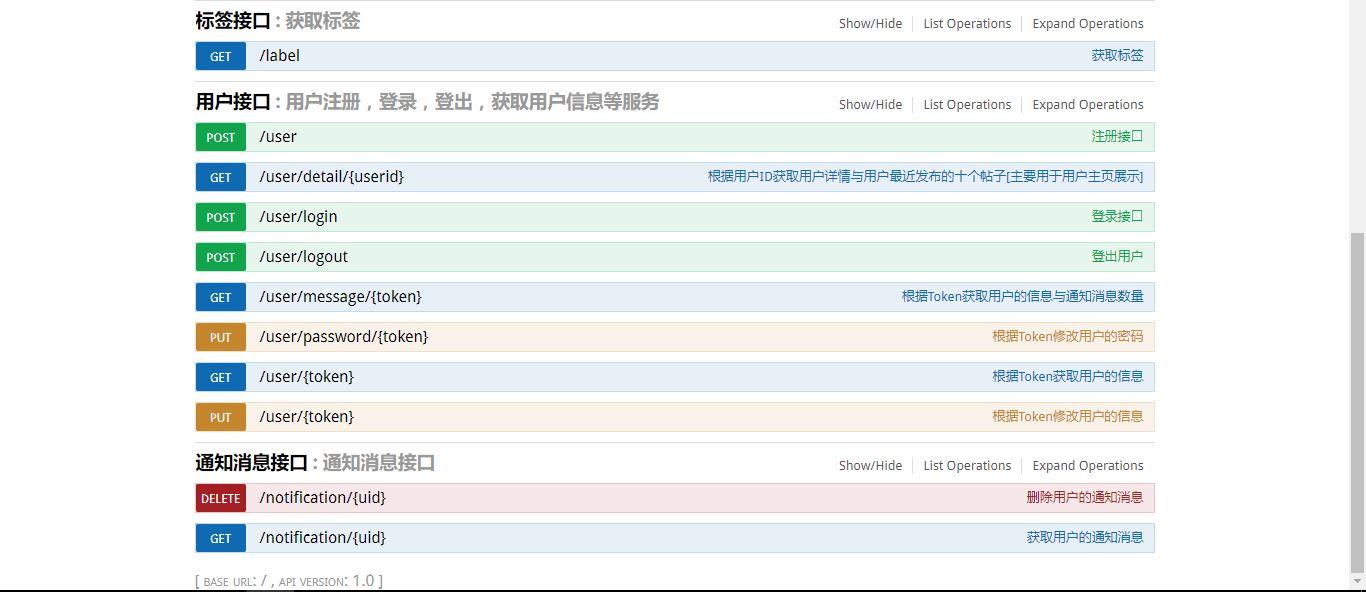 标签接口 : 获取标签 Show/Hide List Operations Expand Operations
GET /label 获取标签
用户接口 : 用户注册，登录，登出，获取用户信息等服务 Show/Hide List Operations Expand Operations
POST /user 注册接口
GET /user/detail/{userid} 根据用户ID获取用户详情与用户最近发布的十个帖子[主要用于用户主页展示]
POST /user/login 登录接口
POST /user/logout 登出用户
GET /user/message/{token} 根据Token获取用户的信息与通知消息数量
PUT /user/password/{token} 根据Token修改用户的密码
GET /user/{token} 根据Token获取用户的信息
PUT /user/{token} 根据Token修改用户的信息
通知消息接口 : 通知消息接口 Show/Hide List Operations Expand Operations
DELETE /notification/{uid} 删除用户的通知消息
GET /notification/{uid} 获取用户的通知消息
[ BASE URL: / , API VERSION: 1.0 ]